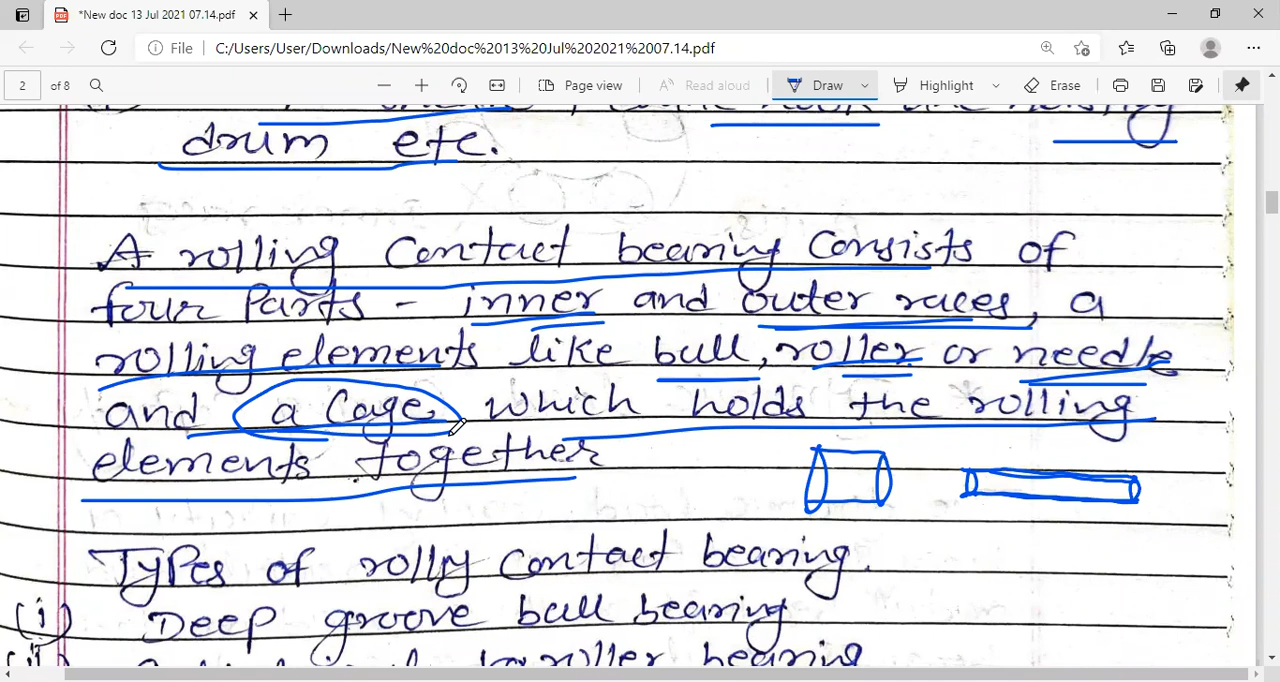 *New doc 13 Jul 2021 07.14.pdf
File C:/Users/User/Downloads/New%20doc%2013%20Jul%202021%2007.14.pdf
2 of 8 Page view Read aloud Draw Highlight Erase
drum etc.
A rolling Contact bearing Consists of
four Parts - inner and outer races, a
rolling elements like ball, roller or needle
and a Cage which holds the rolling
elements together
Types of rolly Contact bearing.
(i) Deep groove ball bearing
roller bearing